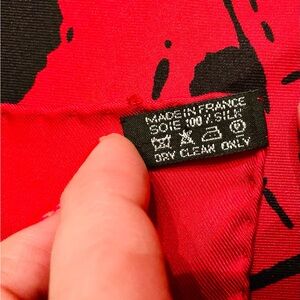 MADE IN FRANCE
SOIE 100% SILK
DRY CLEAN ONLY